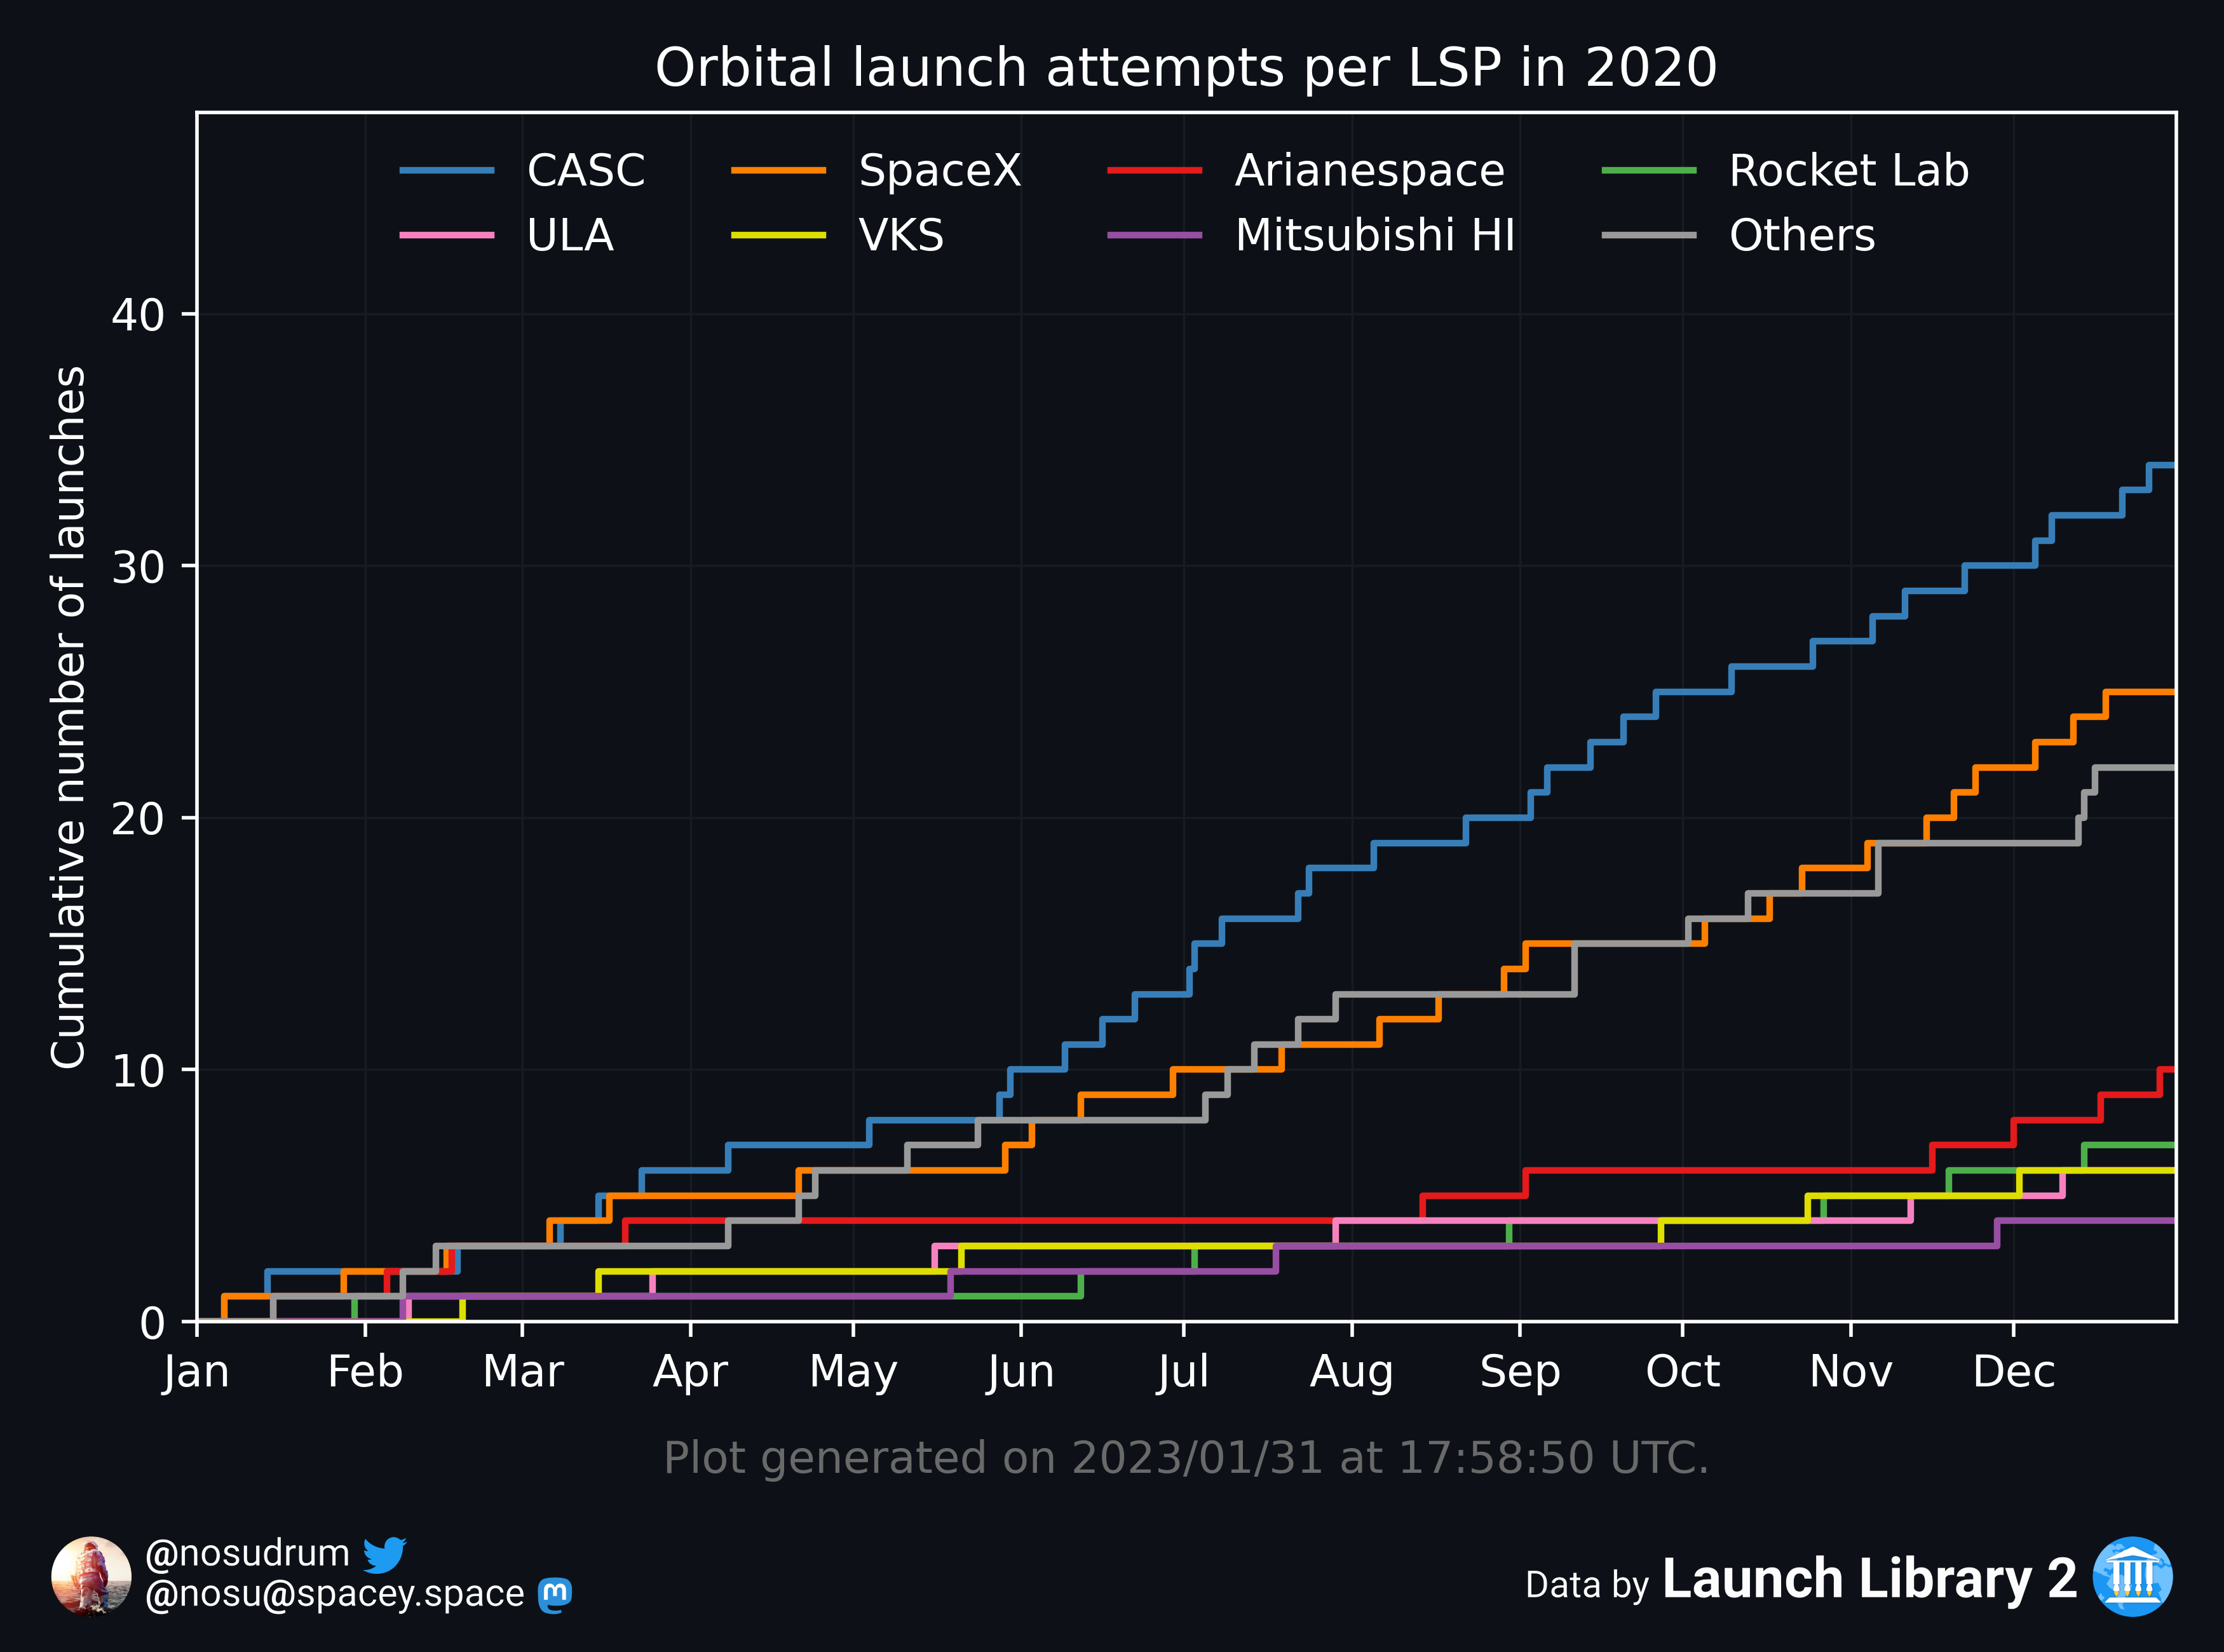 Orbital launch attempts per LSP in 2020
CASC SpaceX Arianespace Rocket Lab
ULA VKS Mitsubishi HI Others
Cumulative number of launches
40
30
20
10
0
Jan Feb Mar Apr May Jun Jul Aug Sep Oct Nov Dec
Plot generated on 2023/01/31 at 17:58:50 UTC.
@nosudrum
@nosu@spacey.space
Data by Launch Library 2